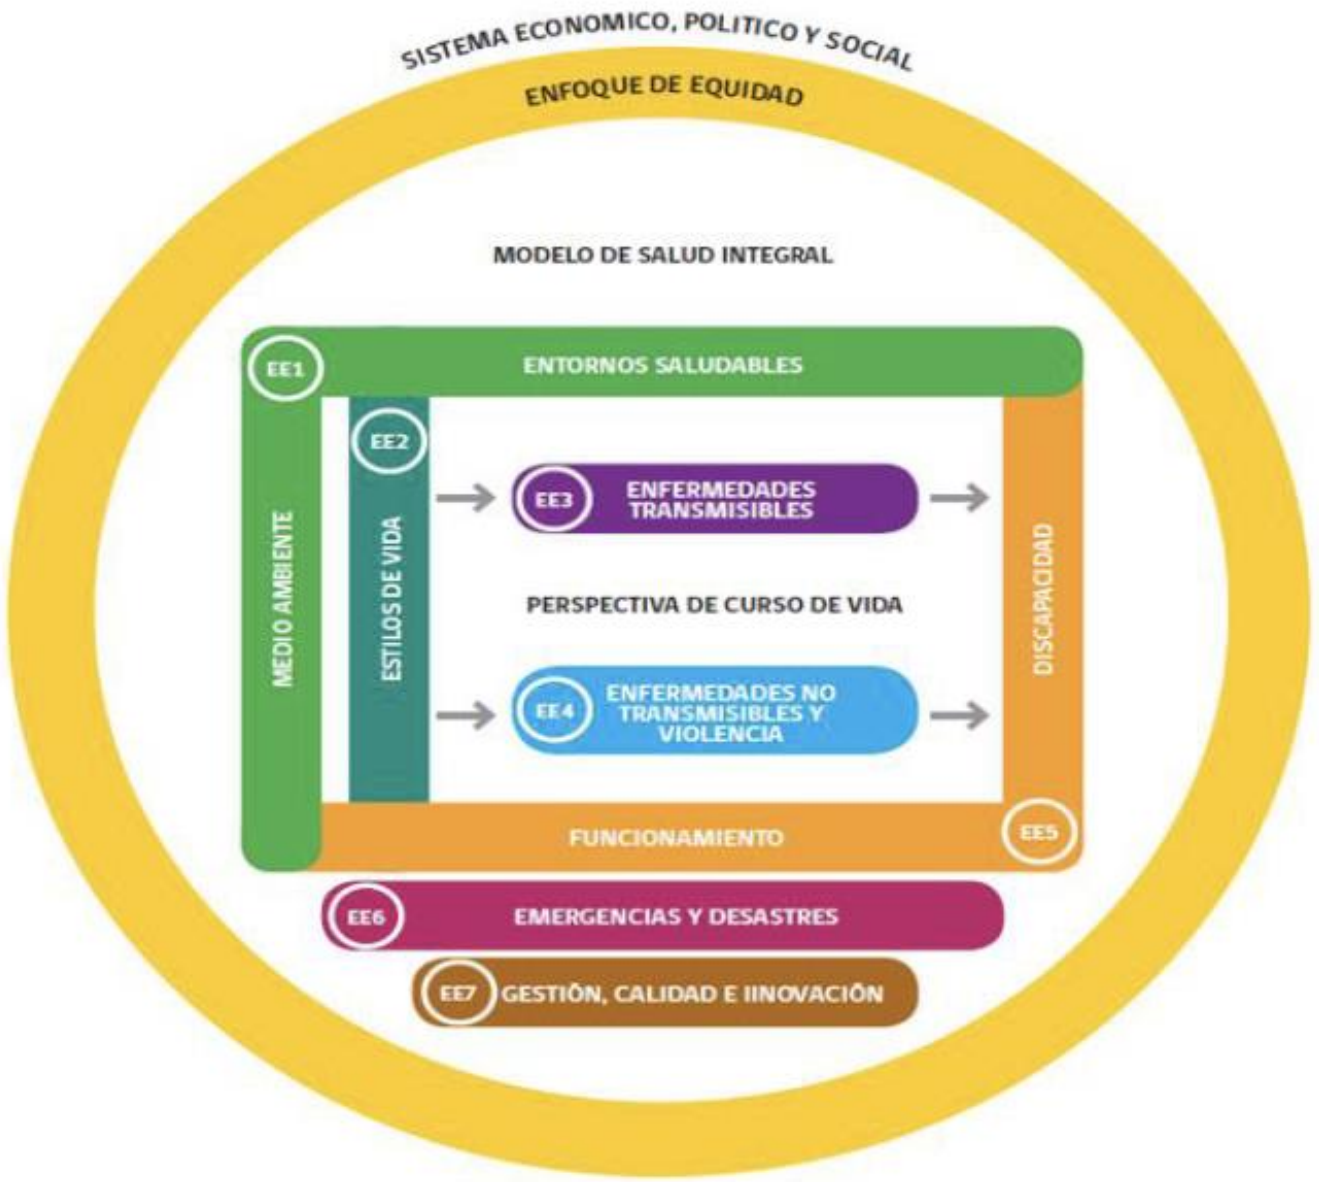 SISTEMA ECONOMICO, POLITICO Y SOCIAL
ENFOQUE DE EQUIDAD
MODELO DE SALUD INTEGRAL
EE1
ENTORNOS SALUDABLES
MEDIO AMBIENTE
EE2
ESTILOS DE VIDA
EE3
ENFERMEDADES
TRANSMISIBLES
PERSPECTIVA DE CURSO DE VIDA
EE4
ENFERMEDADES NO
TRANSMISIBLES Y
VIOLENCIA
DISCAPACIDAD
FUNCIONAMIENTO
EE5
EE6
EMERGENCIAS Y DESASTRES
EE7
GESTIÓN, CALIDAD E IINOVACIÓN